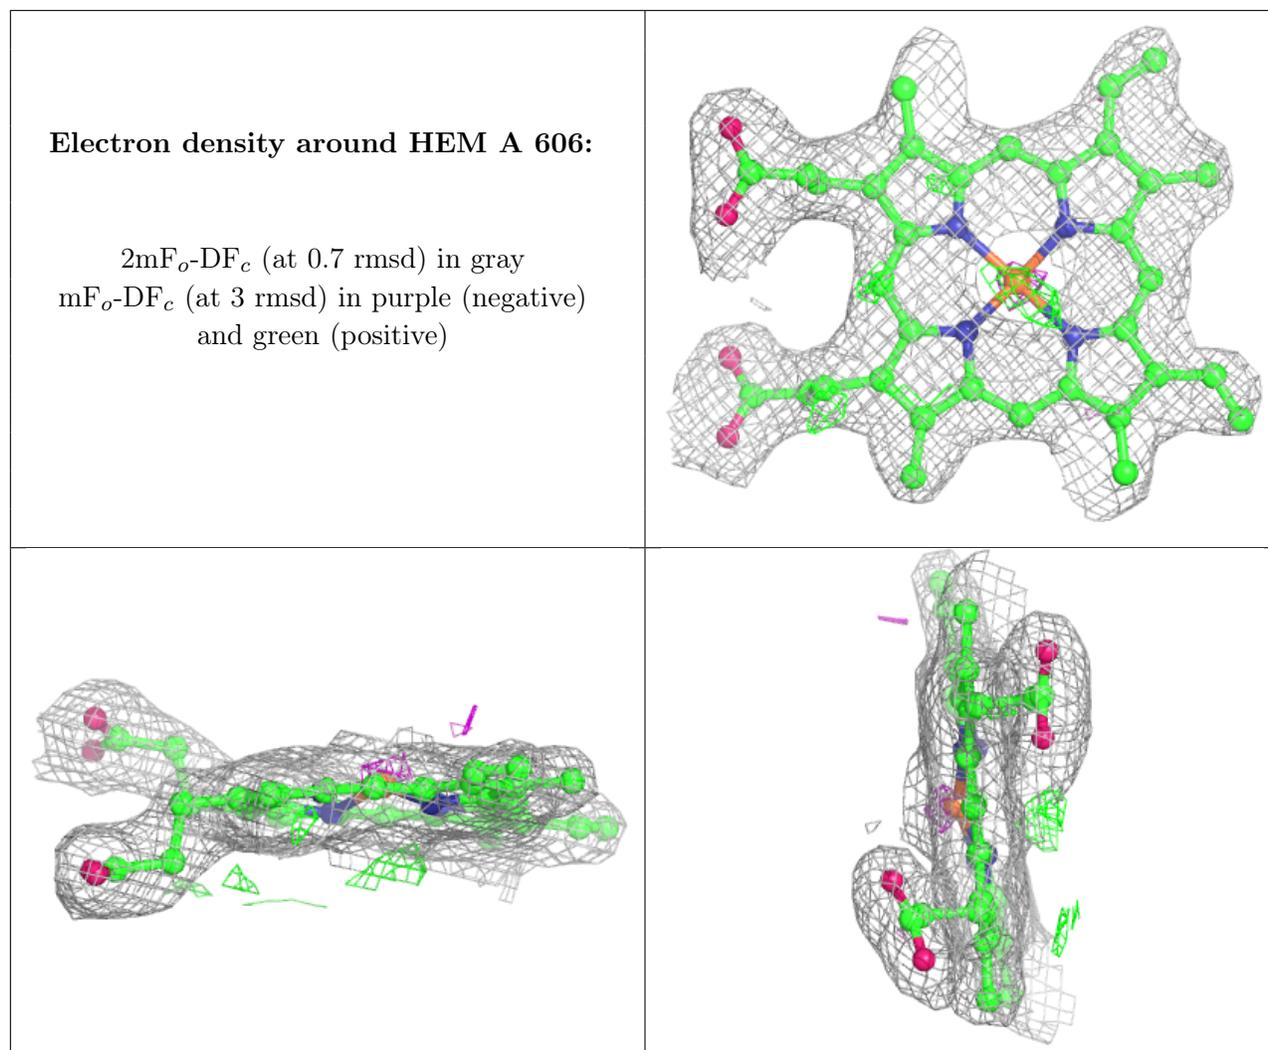 Electron density around HEM A 606:
2mFo-DFc (at 0.7 rmsd) in gray
mFo-DFc (at 3 rmsd) in purple (negative)
and green (positive)